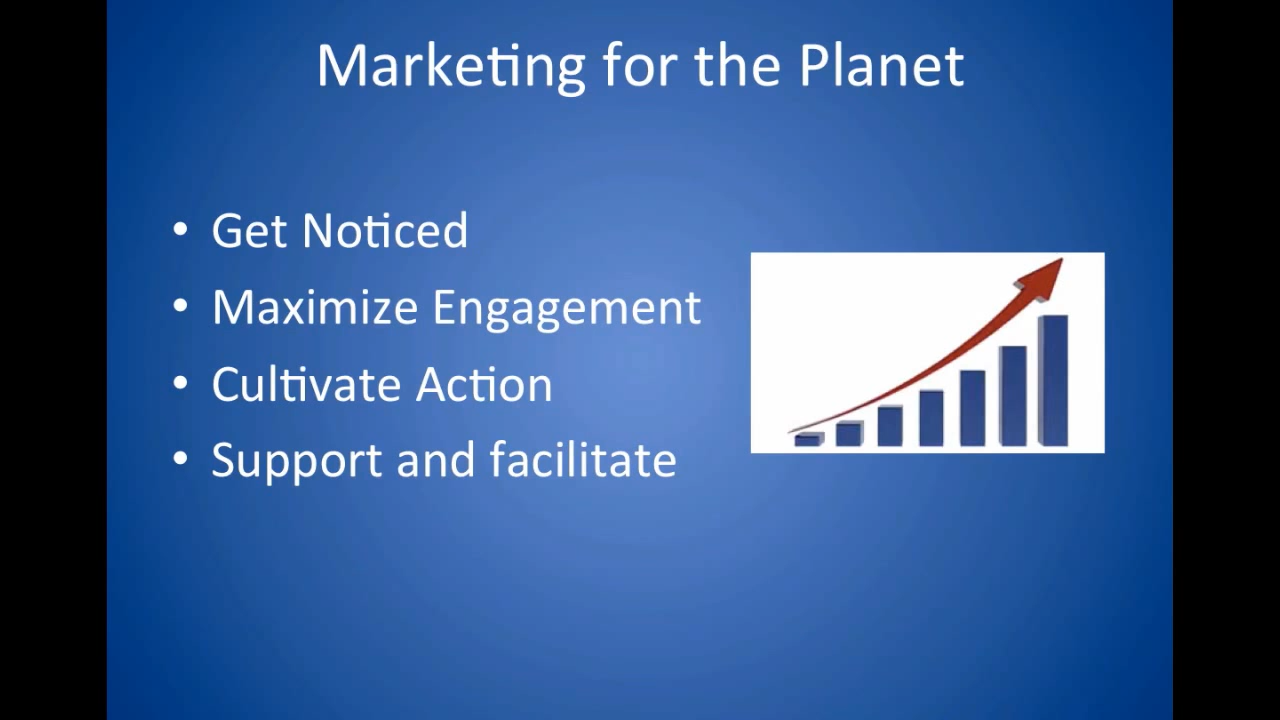 Marketing for the Planet
• Get Noticed
• Maximize Engagement
• Cultivate Action
• Support and facilitate